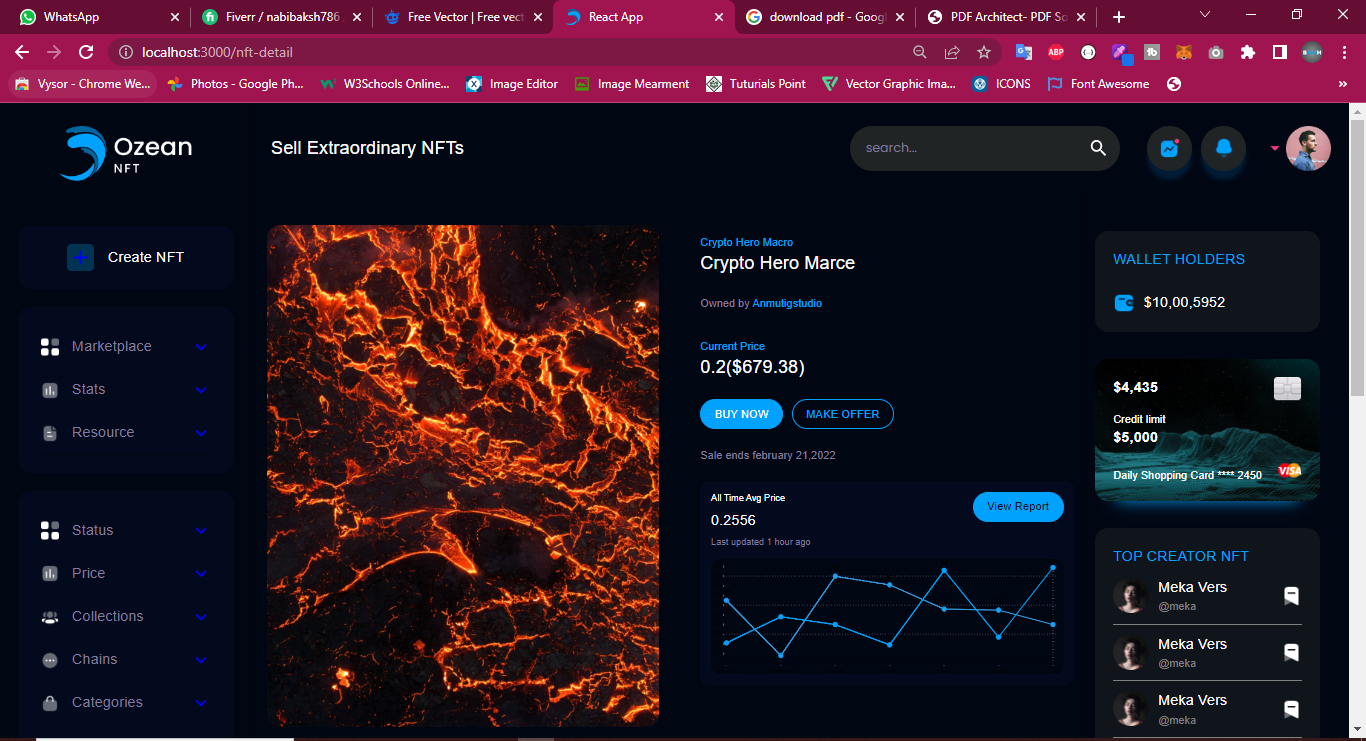 WhatsApp
Fiverr / nabibaksh786
Free Vector | Free vect
React App
download pdf - Googl
PDF Architect- PDF So
localhost:3000/nft-detail
Vysor - Chrome We...
Photos - Google Ph...
W3Schools Online...
Image Editor
Image Mearment
Tuturials Point
Vector Graphic Ima...
ICONS
Font Awesome
Ozean
NFT
Sell Extraordinary NFTs
search...
Create NFT
Marketplace
Stats
Resource
Status
Price
Collections
Chains
Categories
Crypto Hero Macro
Crypto Hero Marce
Owned by Anmutigstudio
Current Price
0.2($679.38)
BUY NOW
MAKE OFFER
Sale ends february 21,2022
All Time Avg Price
0.2556
Last updated 1 hour ago
View Report
WALLET HOLDERS
$10,00,5952
$4,435
Credit limit
$5,000
Daily Shopping Card **** 2450
VISA
TOP CREATOR NFT
Meka Vers
@meka
Meka Vers
@meka
Meka Vers
@meka